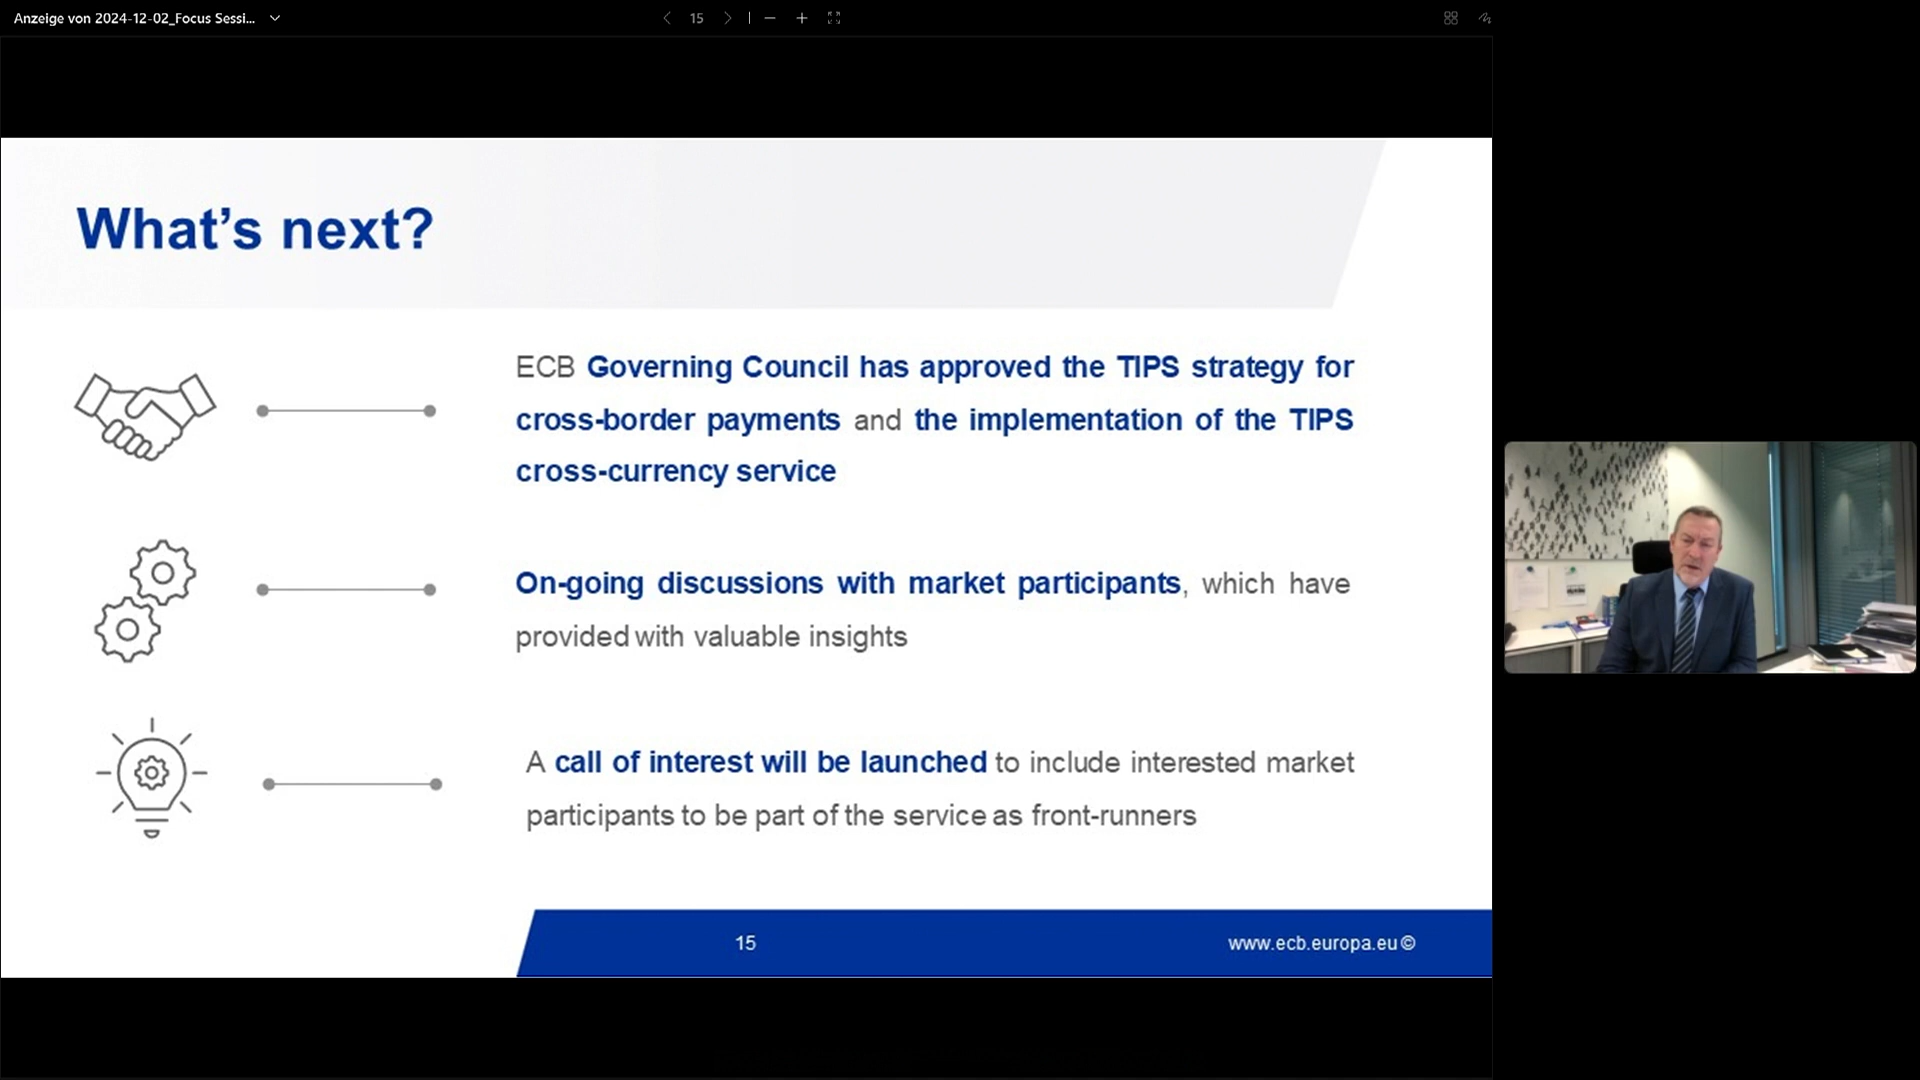 Anzeige von 2024-12-02_Focus Sessi...
15
What's next?
ECB Governing Council has approved the TIPS strategy for
cross-border payments and the implementation of the TIPS
cross-currency service
On-going discussions with market participants, which have
provided with valuable insights
A call of interest will be launched to include interested market
participants to be part of the service as front-runners
15
www.ecb.europa.eu ©